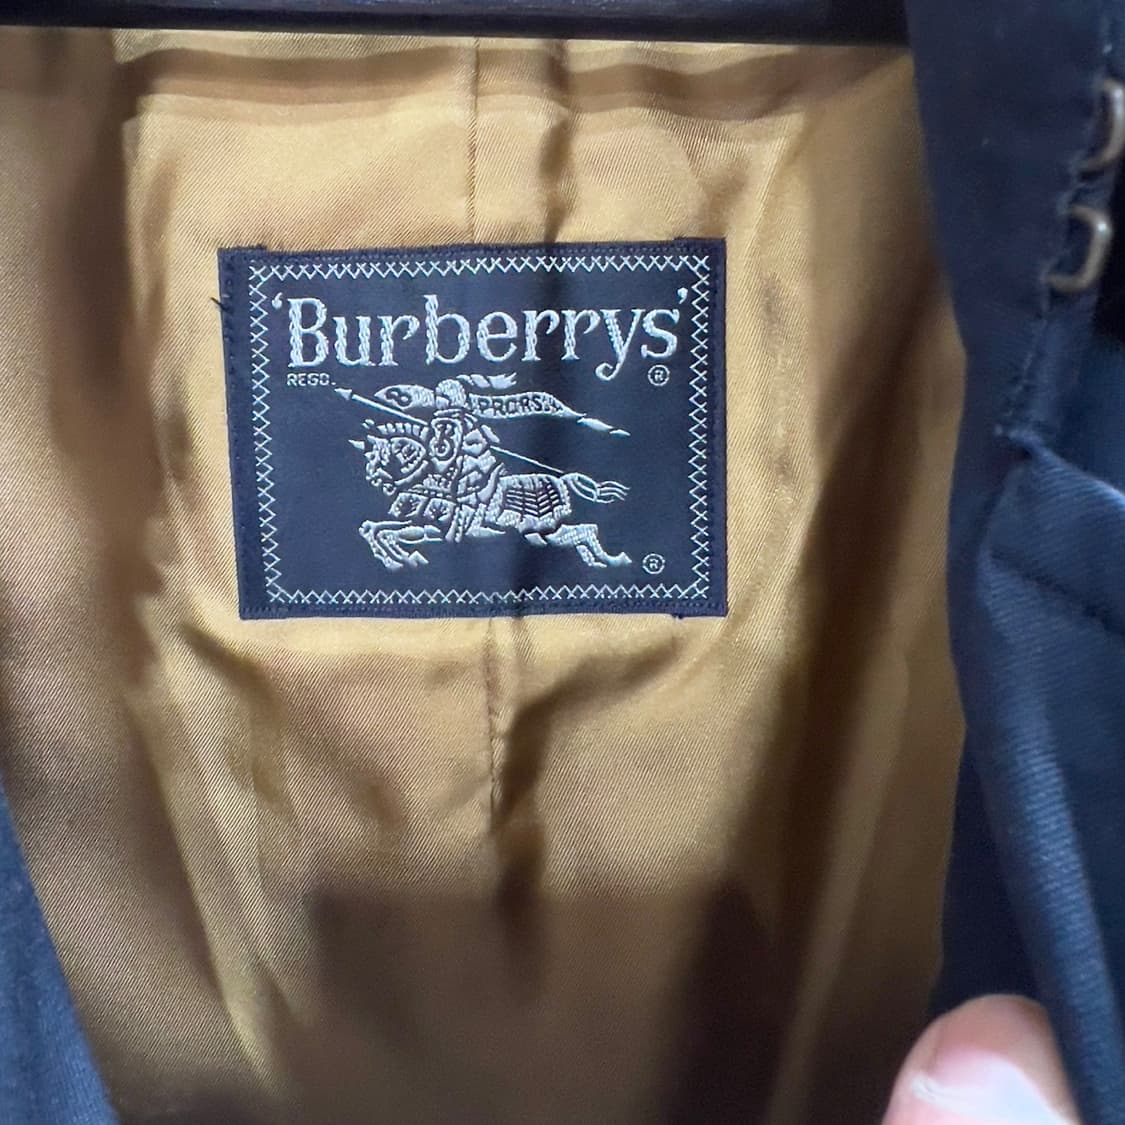 'Burberrys'
REGD. ®
PRORSUM
®